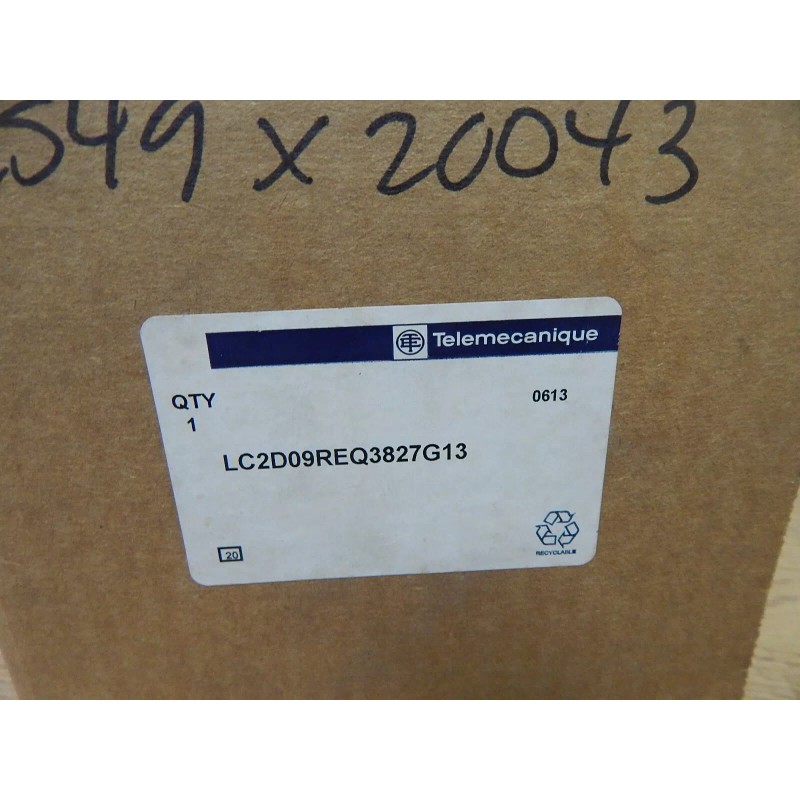 549 x 20043
Telemecanique
QTY 0613
1
LC2D09REQ3827G13
20
RECYCLABLE